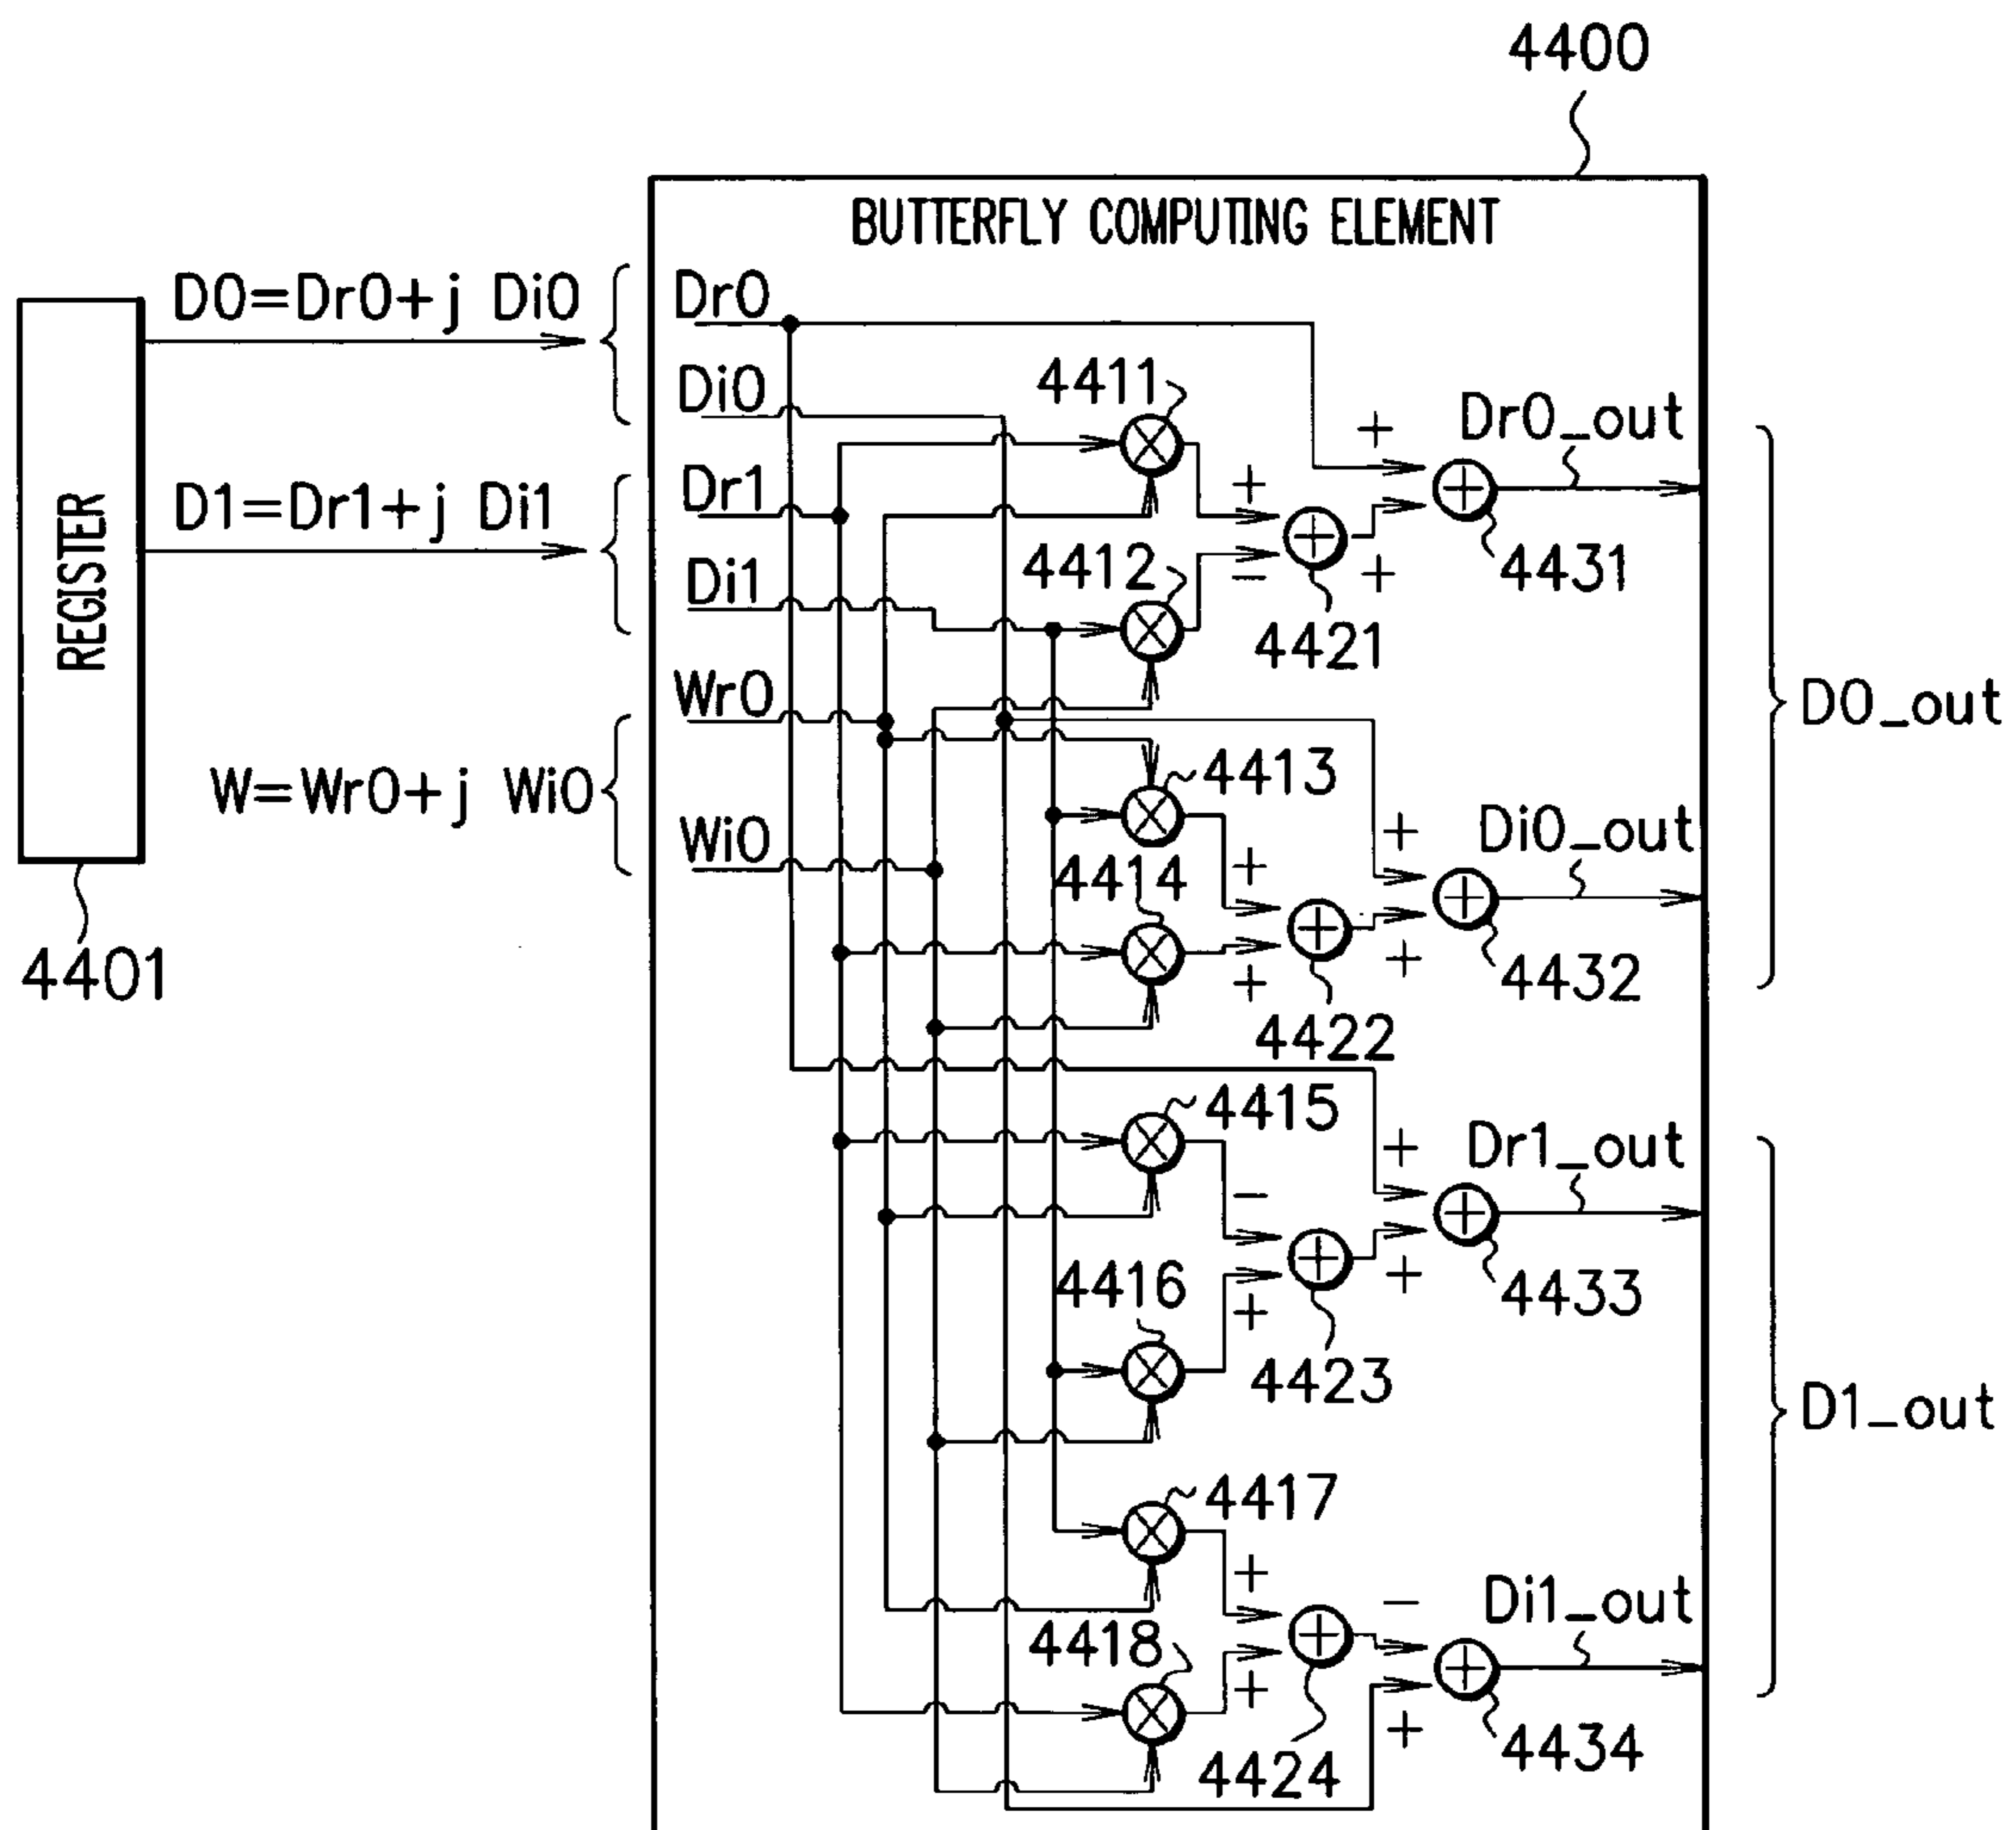 4400
BUTTERFLY COMPUTING ELEMENT
REGISTER
4401
D0=Dr0+j Di0
D1=Dr1+j Di1
W=Wr0+j Wi0
Dr0
Di0
Dr1
Di1
Wr0
Wi0
4411
4412
4413
4414
4415
4416
4417
4418
+
−
4421
+
+
4422
−
+
4423
+
+
4424
+
+
4431
+
+
4432
+
+
4433
−
+
4434
Dr0_out
Di0_out
Dr1_out
Di1_out
D0_out
D1_out